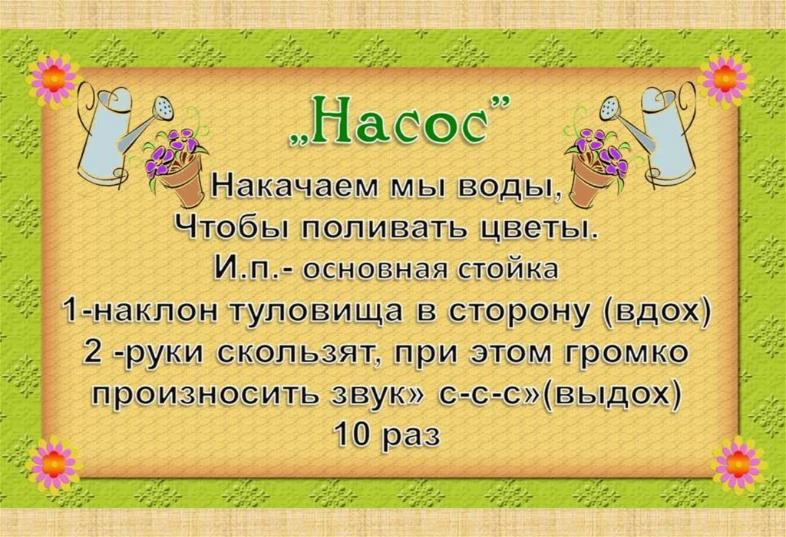 „Насос”
Накачаем мы воды,
Чтобы поливать цветы.
И.п.- основная стойка
1-наклон туловища в сторону (вдох)
2 -руки скользят, при этом громко
произносить звук» с-с-с»(выдох)
10 раз